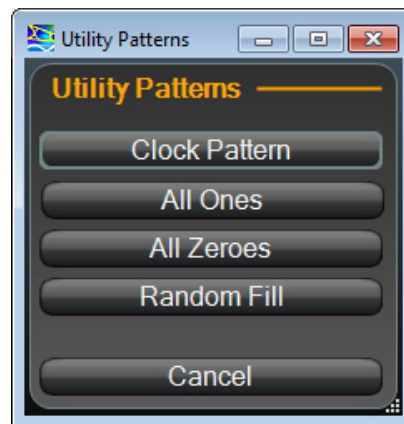 Utility Patterns
Utility Patterns
Clock Pattern
All Ones
All Zeroes
Random Fill
Cancel